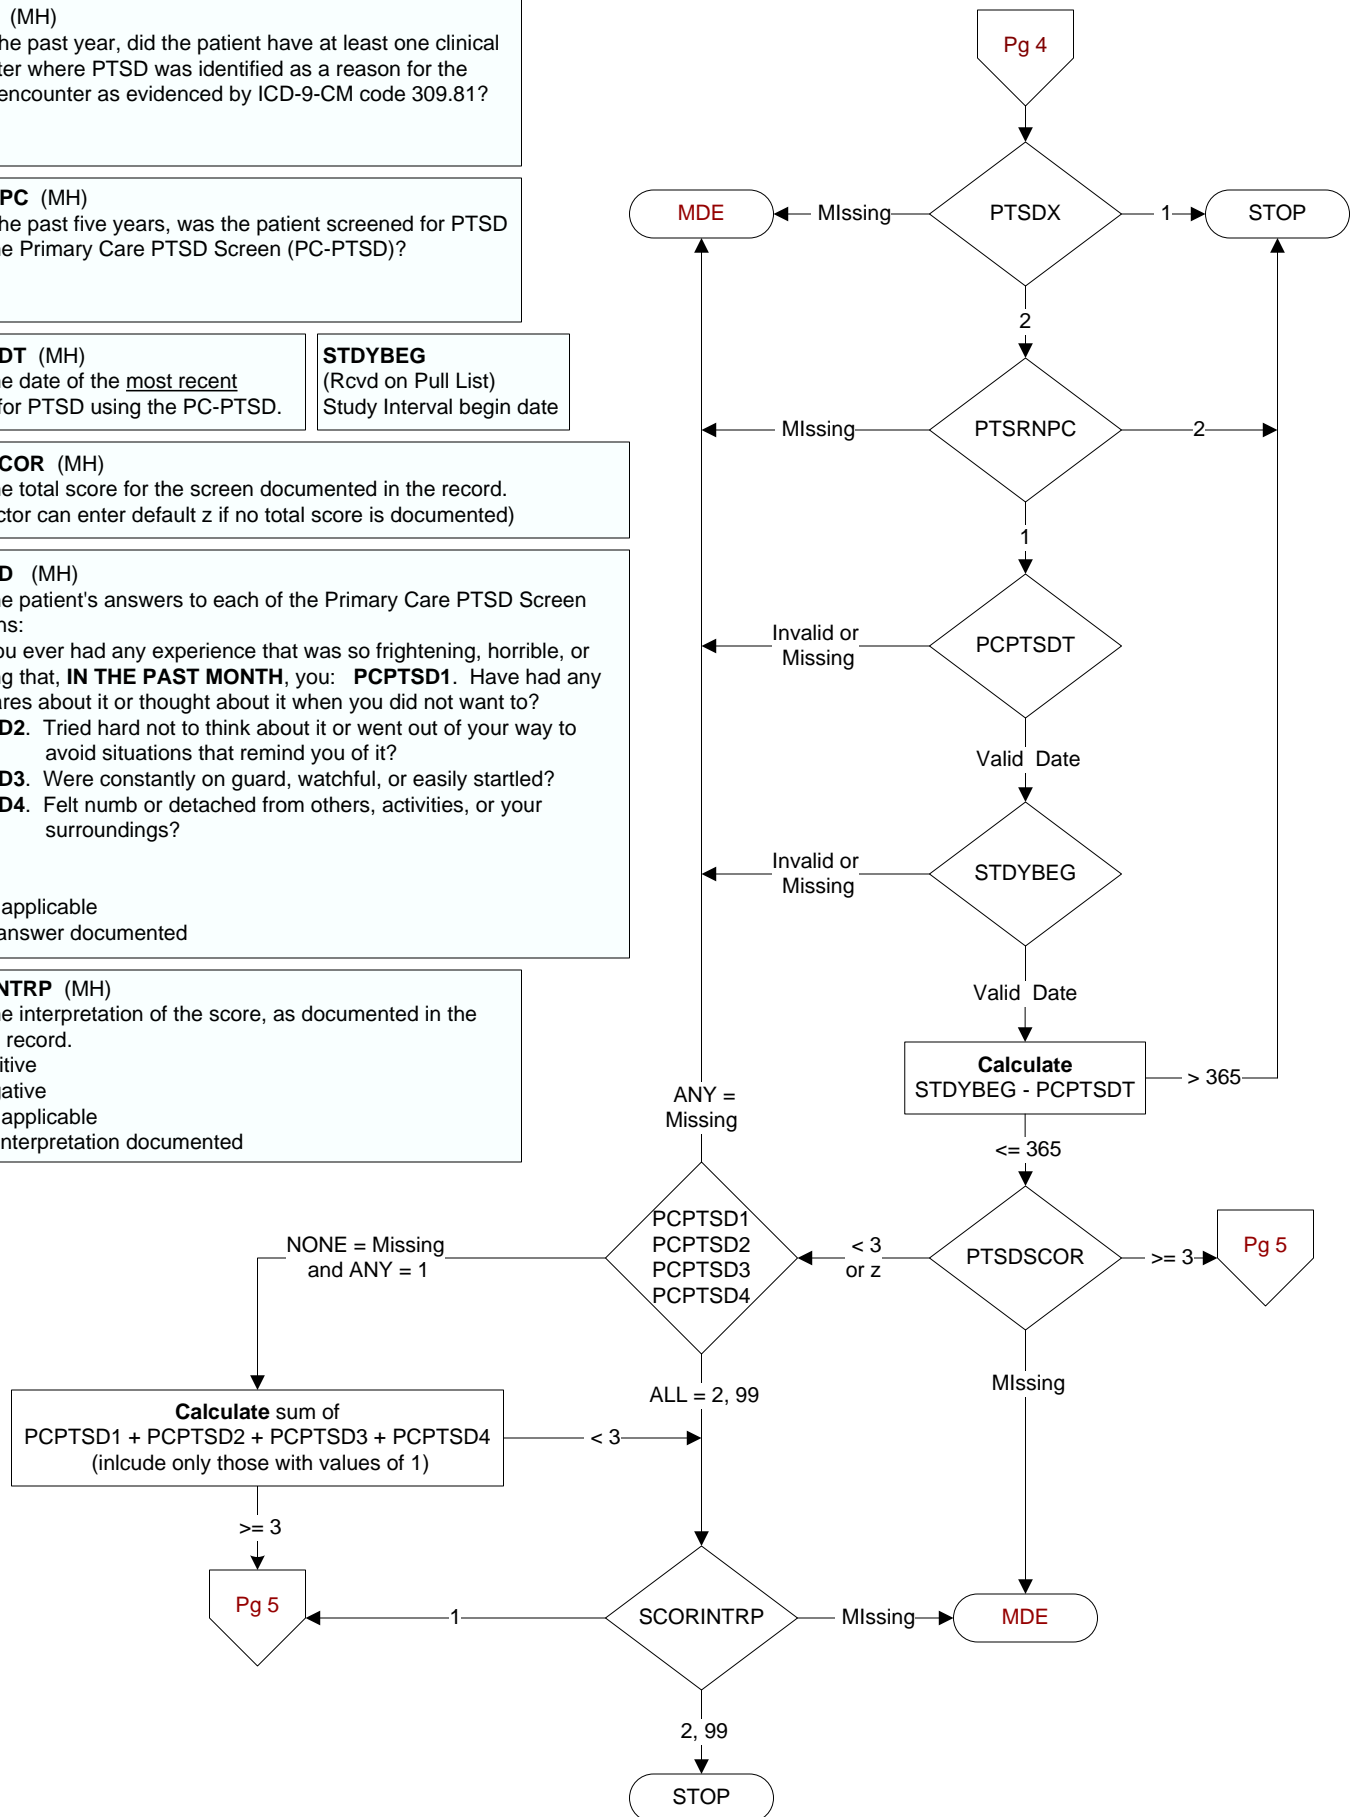 (MH)
he past year, did the patient have at least one clinical
ter where PTSD was identified as a reason for the
encounter as evidenced by ICD-9-CM code 309.81?
PC (MH)
he past five years, was the patient screened for PTSD
he Primary Care PTSD Screen (PC-PTSD)?
DT (MH)
ne date of the most recent
for PTSD using the PC-PTSD.
STDYBEG
(Rcvd on Pull List)
Study Interval begin date
COR (MH)
ne total score for the screen documented in the record.
ctor can enter default z if no total score is documented)
D (MH)
ne patient's answers to each of the Primary Care PTSD Screen
ns:
ou ever had any experience that was so frightening, horrible, or
ng that, IN THE PAST MONTH, you: PCPTSD1. Have had any
ares about it or thought about it when you did not want to?
D2. Tried hard not to think about it or went out of your way to
avoid situations that remind you of it?
D3. Were constantly on guard, watchful, or easily startled?
D4. Felt numb or detached from others, activities, or your
surroundings?
applicable
answer documented
NTRP (MH)
ne interpretation of the score, as documented in the
record.
itive
gative
applicable
interpretation documented
Pg 4
MDE
MIssing
PTSDX
1
STOP
2
MIssing
PTSRNPC
2
1
Invalid or
Missing
PCPTSDT
Valid Date
Invalid or
Missing
STDYBEG
Valid Date
Calculate
STDYBEG - PCPTSDT
> 365
<= 365
ANY =
Missing
PCPTSD1
PCPTSD2
PCPTSD3
PCPTSD4
< 3
or z
PTSDSCOR
>= 3
Pg 5
NONE = Missing
and ANY = 1
MIssing
ALL = 2, 99
Calculate sum of
PCPTSD1 + PCPTSD2 + PCPTSD3 + PCPTSD4
(inlcude only those with values of 1)
< 3
>= 3
Pg 5
1
SCORINTRP
MIssing
MDE
2, 99
STOP